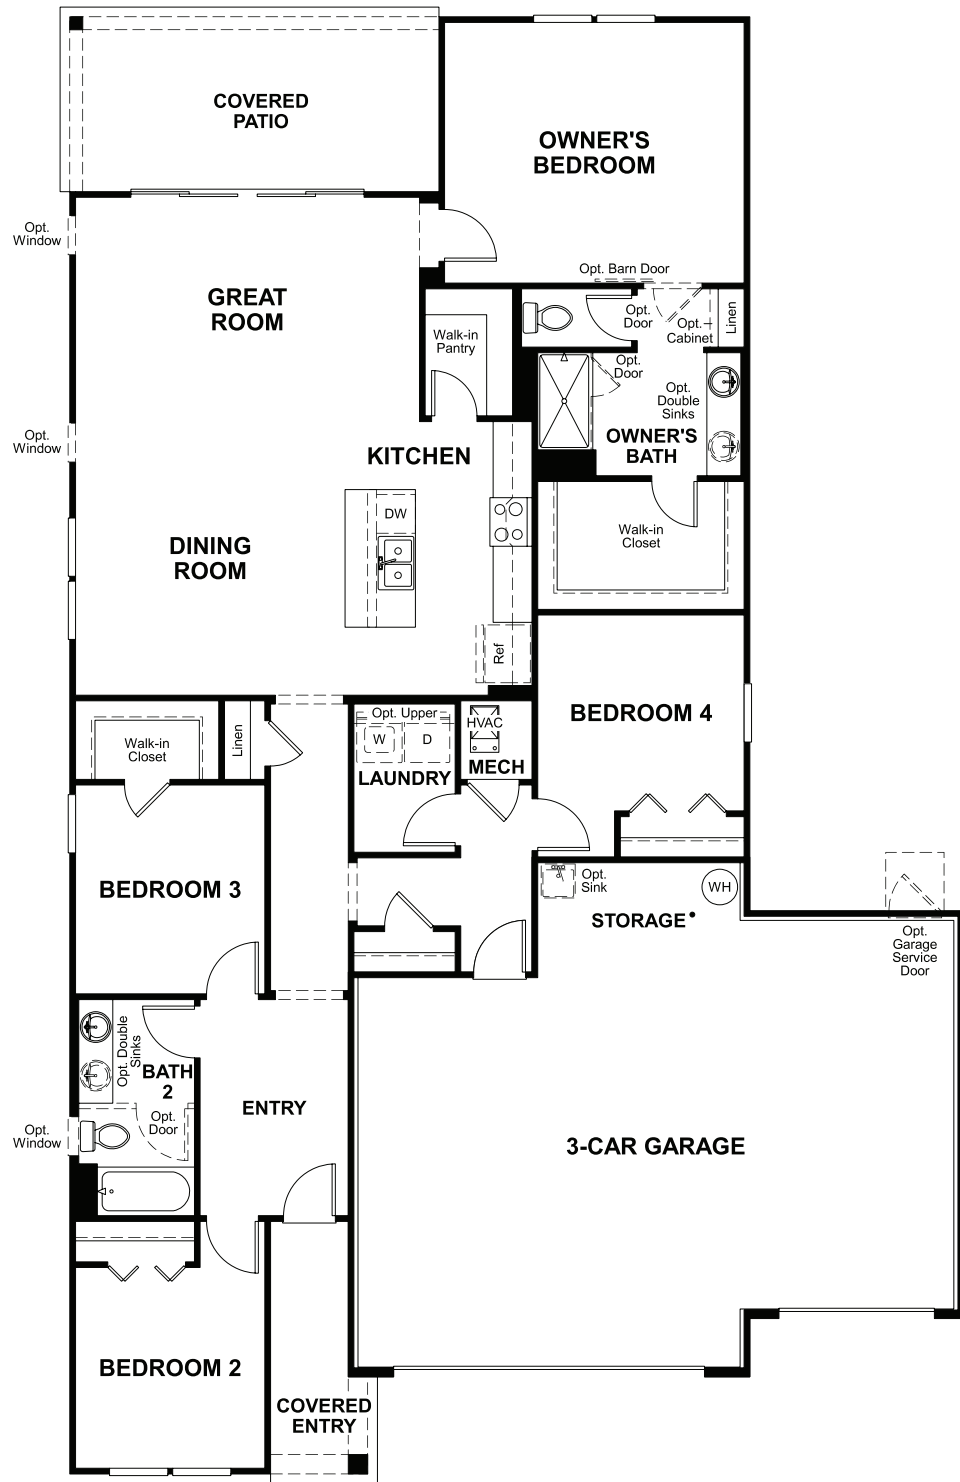 COVERED
PATIO
OWNER'S
BEDROOM
Opt.
Window
Opt. Barn Door
GREAT
ROOM
Opt.
Door
Opt.
Cabinet
Linen
Walk-in
Pantry
Opt.
Door
Opt.
Double
Sinks
Opt.
Window
OWNER'S
BATH
KITCHEN
DW
Walk-in
Closet
DINING
ROOM
Ref
Opt. Upper
HVAC
BEDROOM 4
Walk-in
Closet
Linen
W
D
LAUNDRY
MECH
BEDROOM 3
Opt.
Sink
WH
STORAGE
Opt.
Garage
Service
Door
Opt. Double
Sinks
BATH
2
Opt.
Door
ENTRY
Opt.
Window
3-CAR GARAGE
BEDROOM 2
COVERED
ENTRY